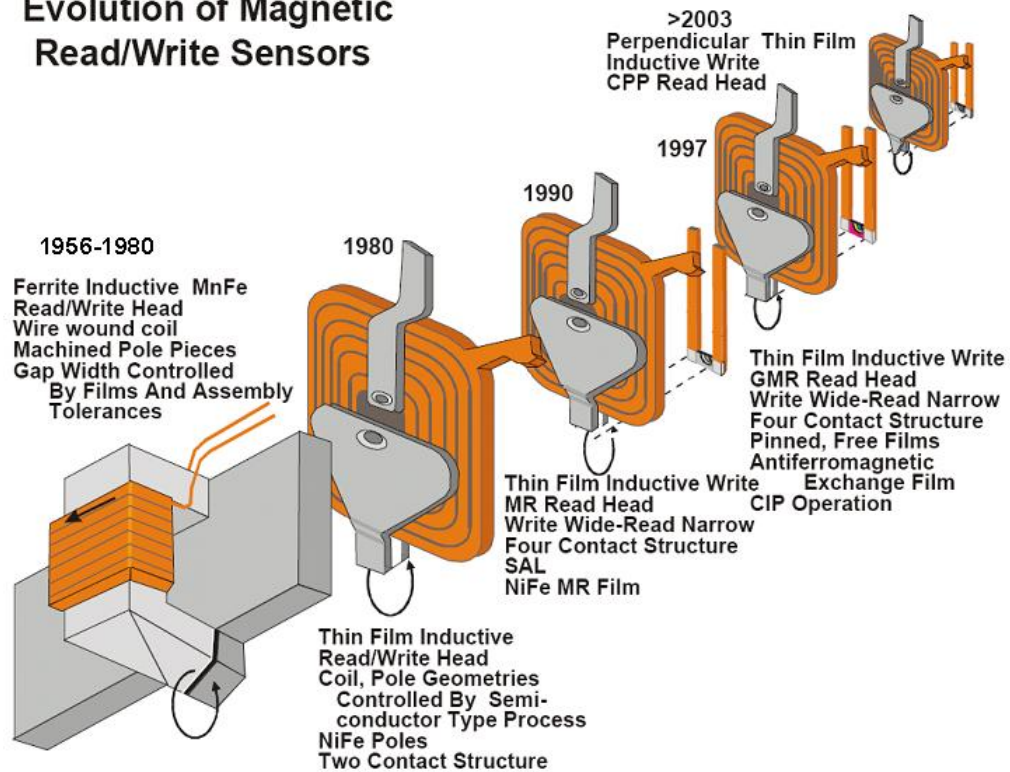 Evolution of Magnetic
Read/Write Sensors
1956-1980
Ferrite Inductive MnFe
Read/Write Head
Wire wound coil
Machined Pole Pieces
Gap Width Controlled
By Films And Assembly
Tolerances
1980
Thin Film Inductive
Read/Write Head
Coil, Pole Geometries
Controlled By Semi-
conductor Type Process
NiFe Poles
Two Contact Structure
1990
Thin Film Inductive Write
MR Read Head
Write Wide-Read Narrow
Four Contact Structure
SAL
NiFe MR Film
1997
Thin Film Inductive Write
GMR Read Head
Write Wide-Read Narrow
Four Contact Structure
Pinned, Free Films
Antiferromagnetic
Exchange Film
CIP Operation
>2003
Perpendicular Thin Film
Inductive Write
CPP Read Head